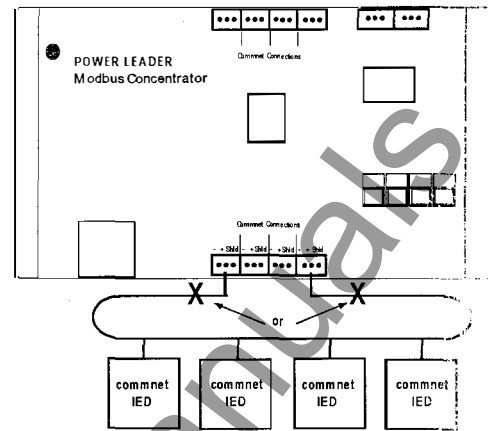 Commnet Connections
POWER LEADER
Modbus Concentrator
Commnet Connections
- + Shld - + Shld - + Shld - + Shld
X X
or
commnet IED
commnet IED
commnet IED
commnet IED